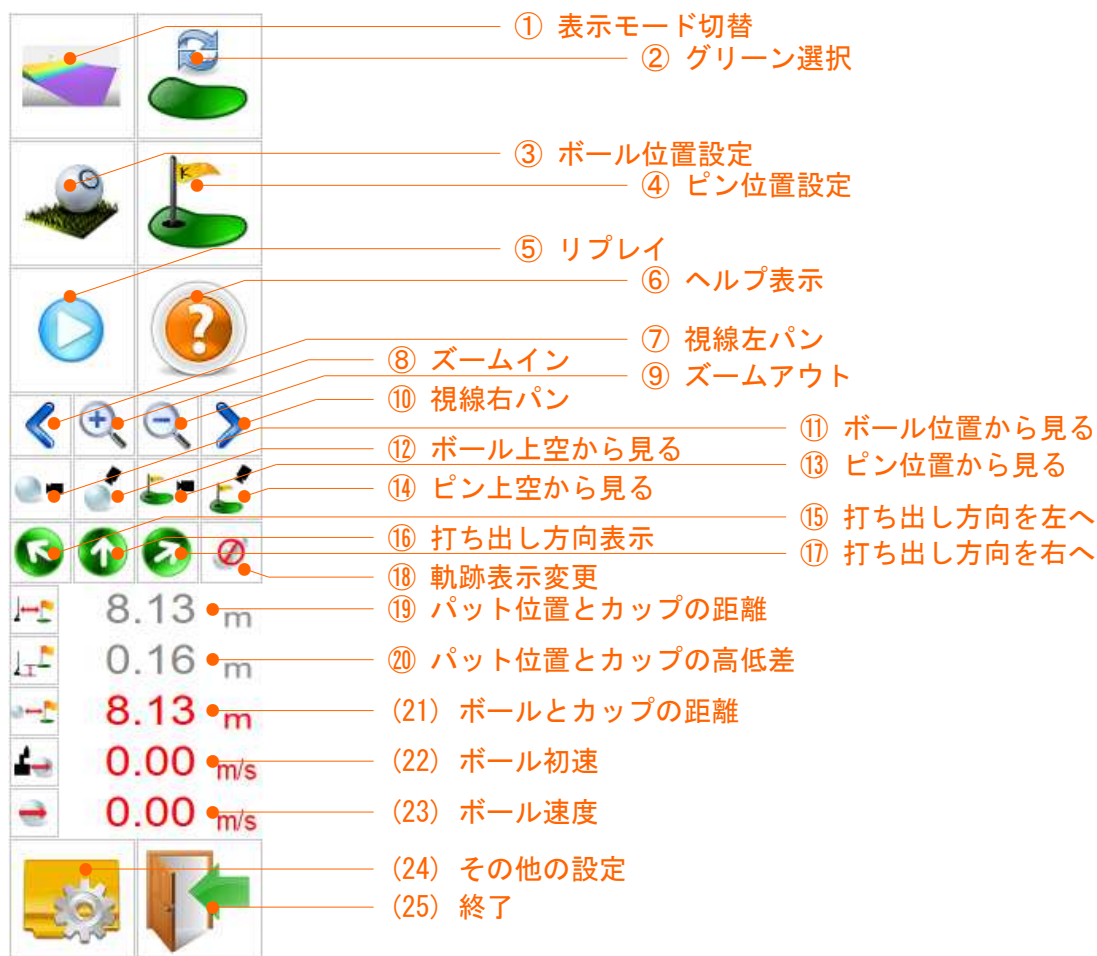 ① 表示モード切替
② グリーン選択
③ ボール位置設定
④ ピン位置設定
⑤ リプレイ
⑥ ヘルプ表示
⑦ 視線左パン
⑧ ズームイン
⑨ ズームアウト
⑩ 視線右パン
⑪ ボール位置から見る
⑫ ボール上空から見る
⑬ ピン位置から見る
⑭ ピン上空から見る
⑮ 打ち出し方向を左へ
⑯ 打ち出し方向表示
⑰ 打ち出し方向を右へ
⑱ 軌跡表示変更
8.13 m ⑲ パット位置とカップの距離
0.16 m ⑳ パット位置とカップの高低差
8.13 m (21) ボールとカップの距離
0.00 m/s (22) ボール初速
0.00 m/s (23) ボール速度
(24) その他の設定
(25) 終了